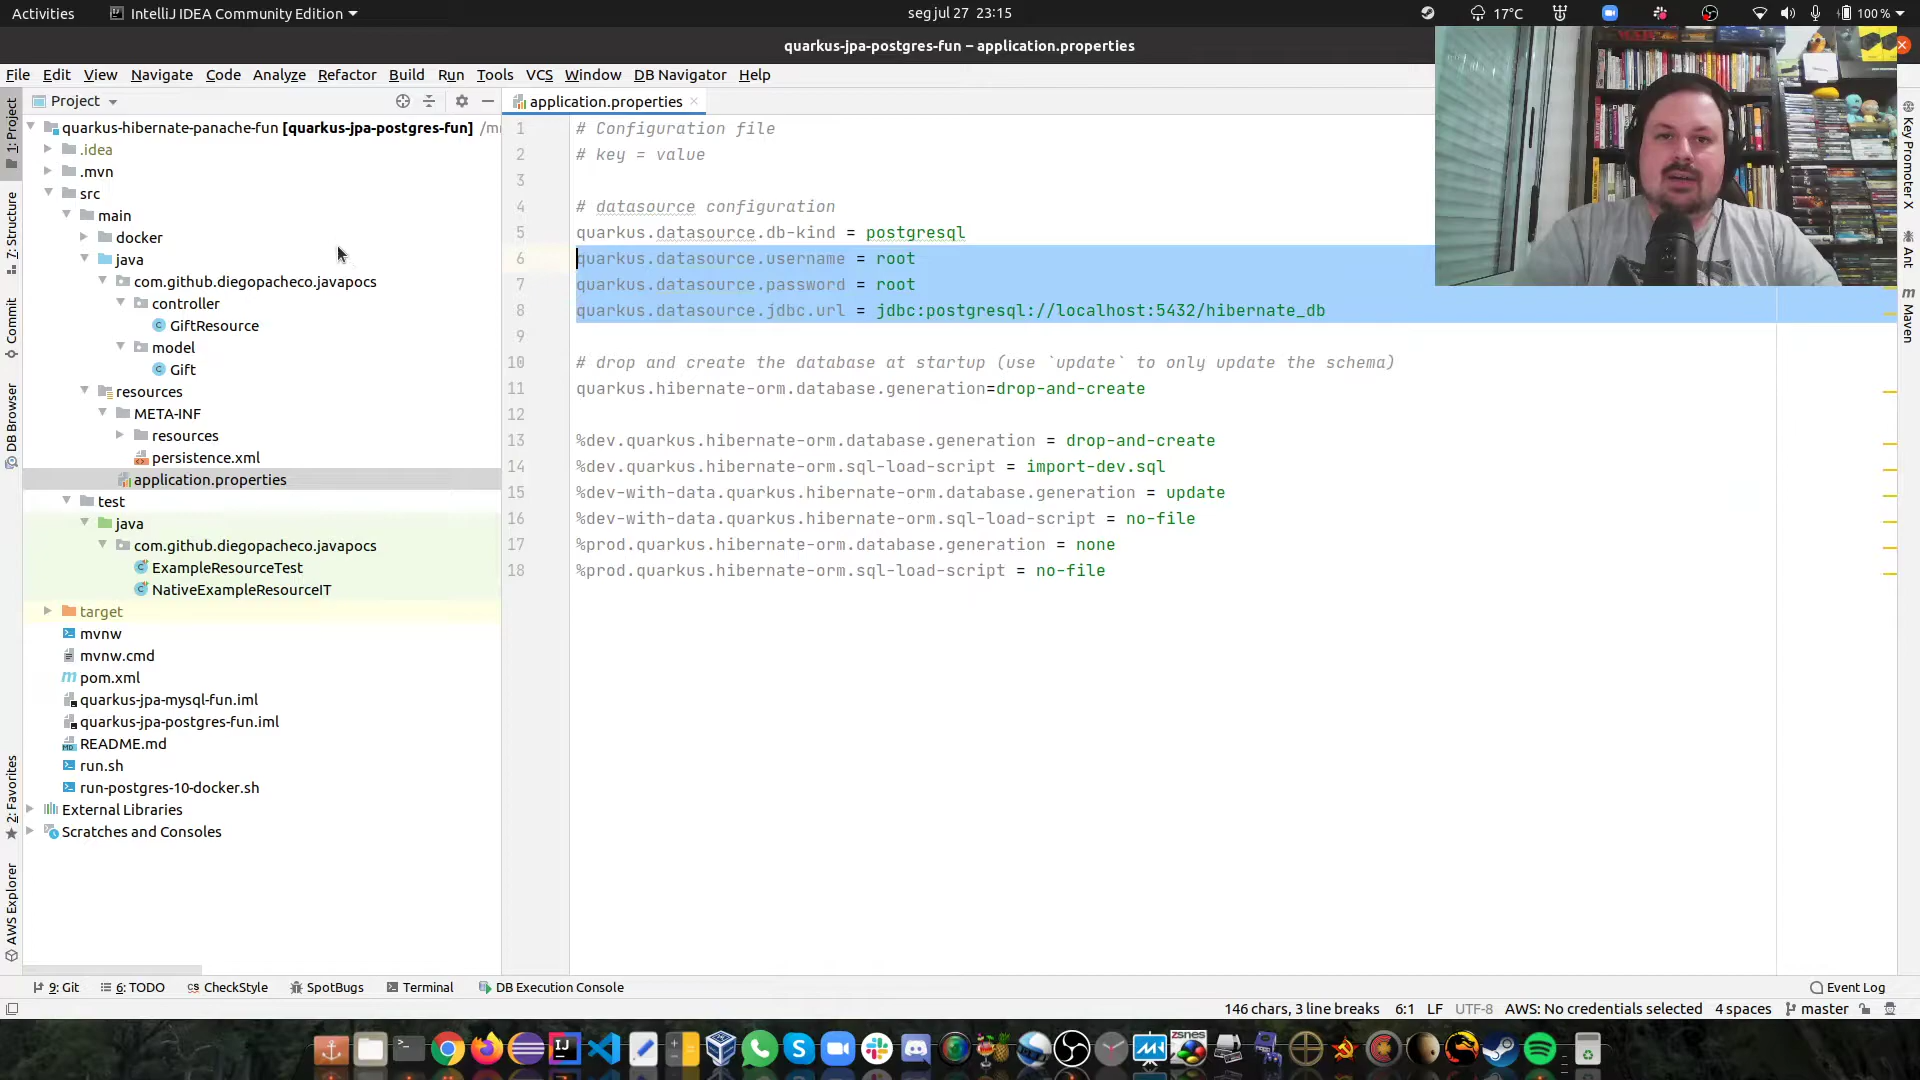 Activities IntelliJ IDEA Community Edition seg jul 27 23:15 17°C 100 %
quarkus-jpa-postgres-fun – application.properties
File Edit View Navigate Code Analyze Refactor Build Run Tools VCS Window DB Navigator Help
Project
application.properties
quarkus-hibernate-panache-fun [quarkus-jpa-postgres-fun] /m
.idea
.mvn
src
main
docker
java
com.github.diegopacheco.javapocs
controller
GiftResource
model
Gift
resources
META-INF
resources
persistence.xml
application.properties
test
java
com.github.diegopacheco.javapocs
ExampleResourceTest
NativeExampleResourceIT
target
mvnw
mvnw.cmd
pom.xml
quarkus-jpa-mysql-fun.iml
quarkus-jpa-postgres-fun.iml
README.md
run.sh
run-postgres-10-docker.sh
External Libraries
Scratches and Consoles
1: Project
7: Structure
Commit
DB Browser
2: Favorites
AWS Explorer
1 # Configuration file
2 # key = value
3
4 # datasource configuration
5 quarkus.datasource.db-kind = postgresql
6 quarkus.datasource.username = root
7 quarkus.datasource.password = root
8 quarkus.datasource.jdbc.url = jdbc:postgresql://localhost:5432/hibernate_db
9
10 # drop and create the database at startup (use `update` to only update the schema)
11 quarkus.hibernate-orm.database.generation=drop-and-create
12
13 %dev.quarkus.hibernate-orm.database.generation = drop-and-create
14 %dev.quarkus.hibernate-orm.sql-load-script = import-dev.sql
15 %dev-with-data.quarkus.hibernate-orm.database.generation = update
16 %dev-with-data.quarkus.hibernate-orm.sql-load-script = no-file
17 %prod.quarkus.hibernate-orm.database.generation = none
18 %prod.quarkus.hibernate-orm.sql-load-script = no-file
Key Promoter X
Ant
Maven
9: Git 6: TODO CheckStyle SpotBugs Terminal DB Execution Console Event Log
146 chars, 3 line breaks 6:1 LF UTF-8 AWS: No credentials selected 4 spaces master